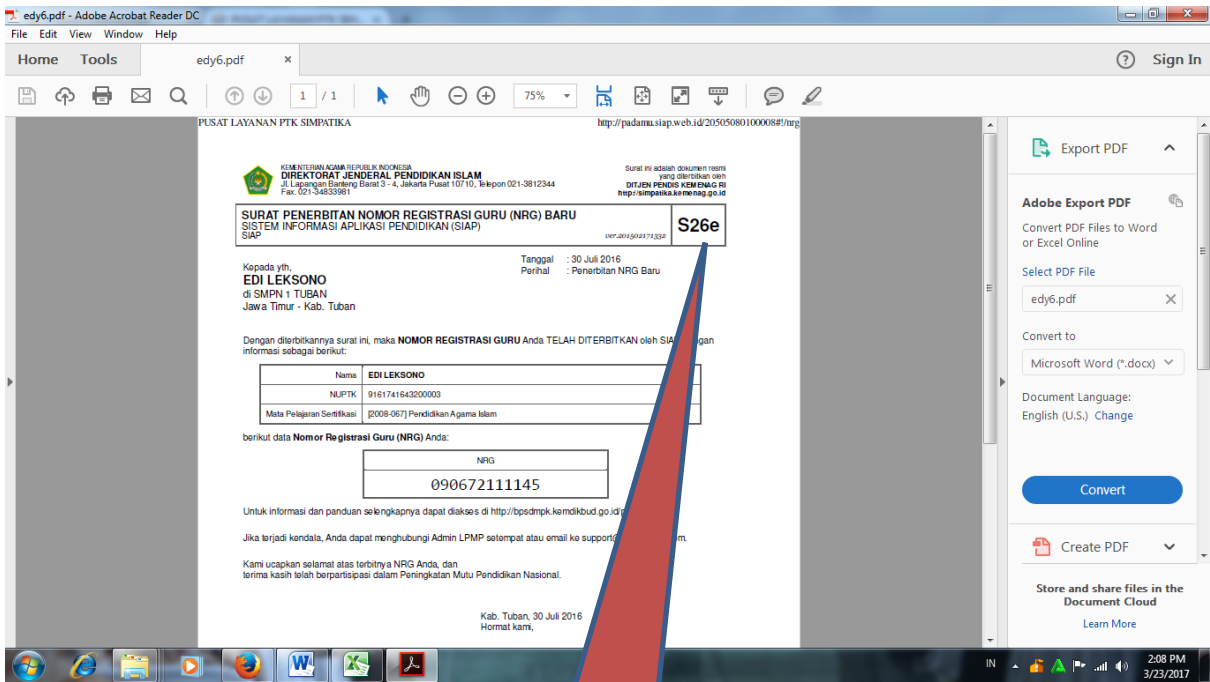 edy6.pdf - Adobe Acrobat Reader DC
File Edit View Window Help
Home Tools edy6.pdf × ? Sign In
1 / 1 75%
PUSAT LAYANAN PTK SIMPATIKA http://padamu.siap.web.id/20505080100008#!/nrg
KEMENTERIAN AGAMA REPUBLIK INDONESIA
DIREKTORAT JENDERAL PENDIDIKAN ISLAM
Jl. Lapangan Banteng Barat 3 - 4, Jakarta Pusat 10710, Telepon 021-3812344
Fax. 021-34833981
Surat ini adalah dokumen resmi
yang diterbitkan oleh
DITJEN PENDIS KEMENAG RI
http://simpatika.kemenag.go.id
SURAT PENERBITAN NOMOR REGISTRASI GURU (NRG) BARU
SISTEM INFORMASI APLIKASI PENDIDIKAN (SIAP)
SIAP ver.201502171332
S26e
Tanggal : 30 Juli 2016
Perihal : Penerbitan NRG Baru
Kepada yth,
EDI LEKSONO
di SMPN 1 TUBAN
Jawa Timur - Kab. Tuban
Dengan diterbitkannya surat ini, maka NOMOR REGISTRASI GURU Anda TELAH DITERBITKAN oleh
informasi sebagai berikut:
Nama EDI LEKSONO
NUPTK 9161741643200003
Mata Pelajaran Sertifikasi [2008-067] Pendidikan Agama Islam
berikut data Nomor Registrasi Guru (NRG) Anda:
NRG
090672111145
Untuk informasi dan panduan selengkapnya dapat diakses di http://bpsdmpk.kemdikbud.go.id/
Jika terjadi kendala, Anda dapat menghubungi Admin LPMP setempat atau email ke support@
Kami ucapkan selamat atas terbitnya NRG Anda, dan
terima kasih telah berpartisipasi dalam Peningkatan Mutu Pendidikan Nasional.
Kab. Tuban, 30 Juli 2016
Hormat kami,
Export PDF
Adobe Export PDF
Convert PDF Files to Word
or Excel Online
Select PDF File
edy6.pdf ×
Convert to
Microsoft Word (*.docx)
Document Language:
English (U.S.) Change
Convert
Create PDF
Store and share files in the
Document Cloud
Learn More
IN
2:08 PM
3/23/2017